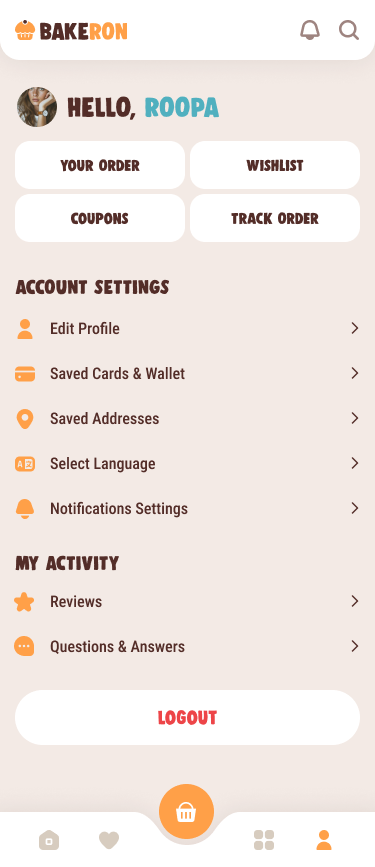 BAKERON
HELLO, ROOPA
YOUR ORDER
WISHLIST
COUPONS
TRACK ORDER
ACCOUNT SETTINGS
Edit Profile
Saved Cards & Wallet
Saved Addresses
Select Language
Notifications Settings
MY ACTIVITY
Reviews
Questions & Answers
LOGOUT